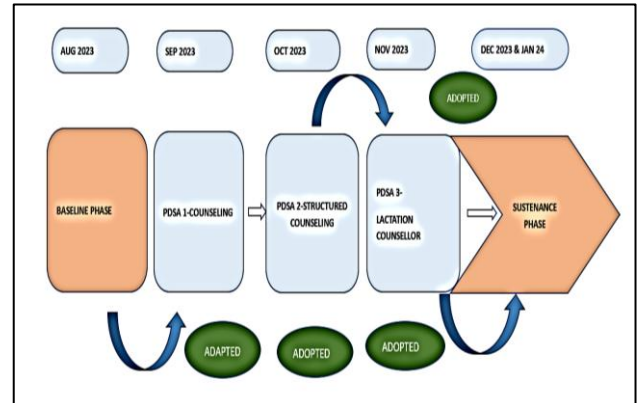 AUG 2023
SEP 2023
OCT 2023
NOV 2023
DEC 2023 & JAN 24
ADOPTED
BASELINE PHASE
PDSA 1-COUNSELING
PDSA 2-STRUCTURED
COUNSELING
PDSA 3-
LACTATION
COUNSELLOR
SUSTENANCE
PHASE
ADAPTED
ADOPTED
ADOPTED